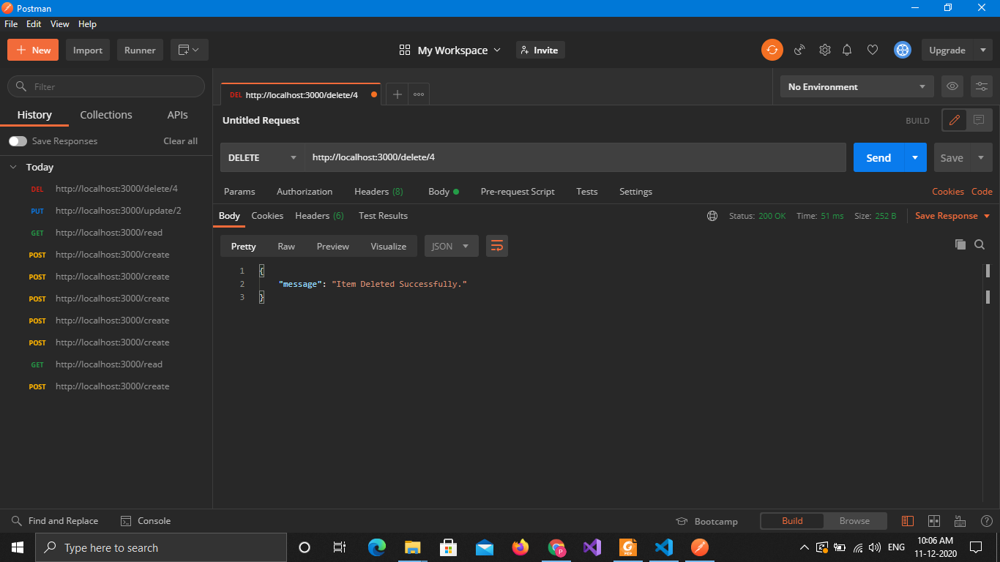 Postman
File Edit View Help
New Import Runner My Workspace Invite Upgrade
Filter
History Collections APIs
Save Responses Clear all
Today
DEL http://localhost:3000/delete/4
PUT http://localhost:3000/update/2
GET http://localhost:3000/read
POST http://localhost:3000/create
POST http://localhost:3000/create
POST http://localhost:3000/create
POST http://localhost:3000/create
POST http://localhost:3000/create
GET http://localhost:3000/read
POST http://localhost:3000/create
DEL http://localhost:3000/delete/4 No Environment
Untitled Request BUILD
DELETE http://localhost:3000/delete/4 Send Save
Params Authorization Headers (8) Body Pre-request Script Tests Settings Cookies Code
Body Cookies Headers (6) Test Results Status: 200 OK Time: 51 ms Size: 252 B Save Response
Pretty Raw Preview Visualize JSON
1 {
2 "message": "Item Deleted Successfully."
3 }
Find and Replace Console Bootcamp Build Browse
Type here to search P PDF ENG 10:06 AM
11-12-2020